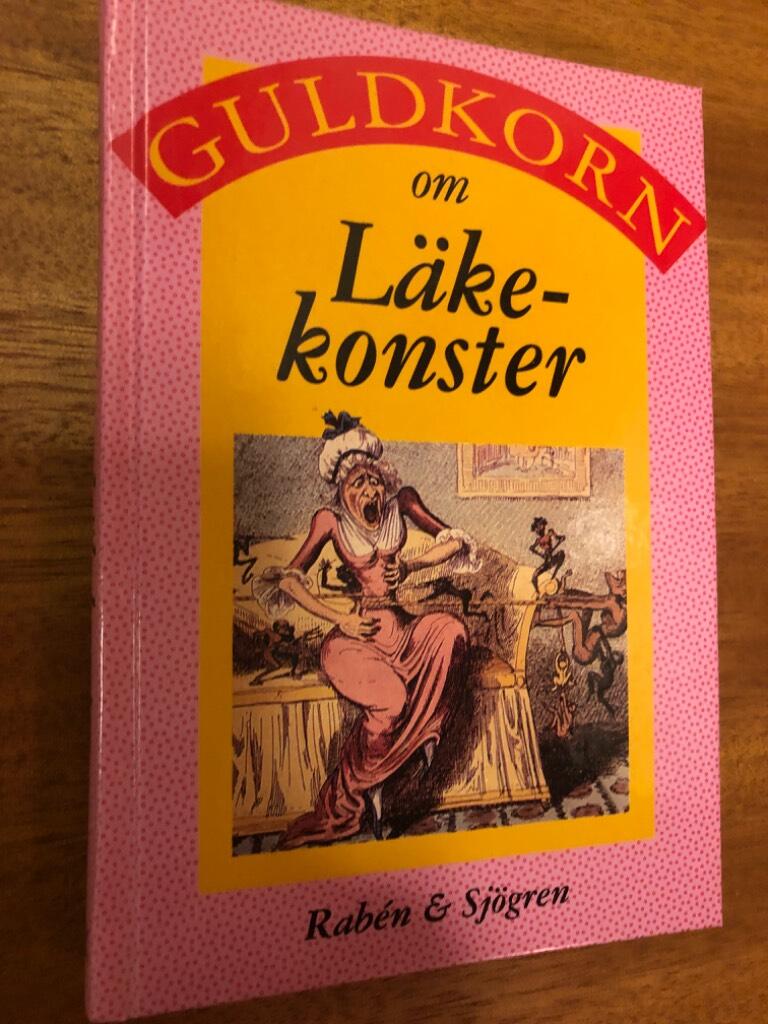 GULDKORN
om
Läke-
konster
Rabén & Sjögren